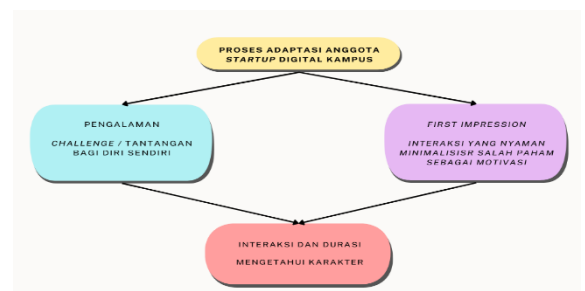 PROSES ADAPTASI ANGGOTA
STARTUP DIGITAL KAMPUS
PENGALAMAN
CHALLENGE / TANTANGAN
BAGI DIRI SENDIRI
FIRST IMPRESSION
INTERAKSI YANG NYAMAN
MINIMALISISR SALAH PAHAM
SEBAGAI MOTIVASI
INTERAKSI DAN DURASI
MENGETAHUI KARAKTER